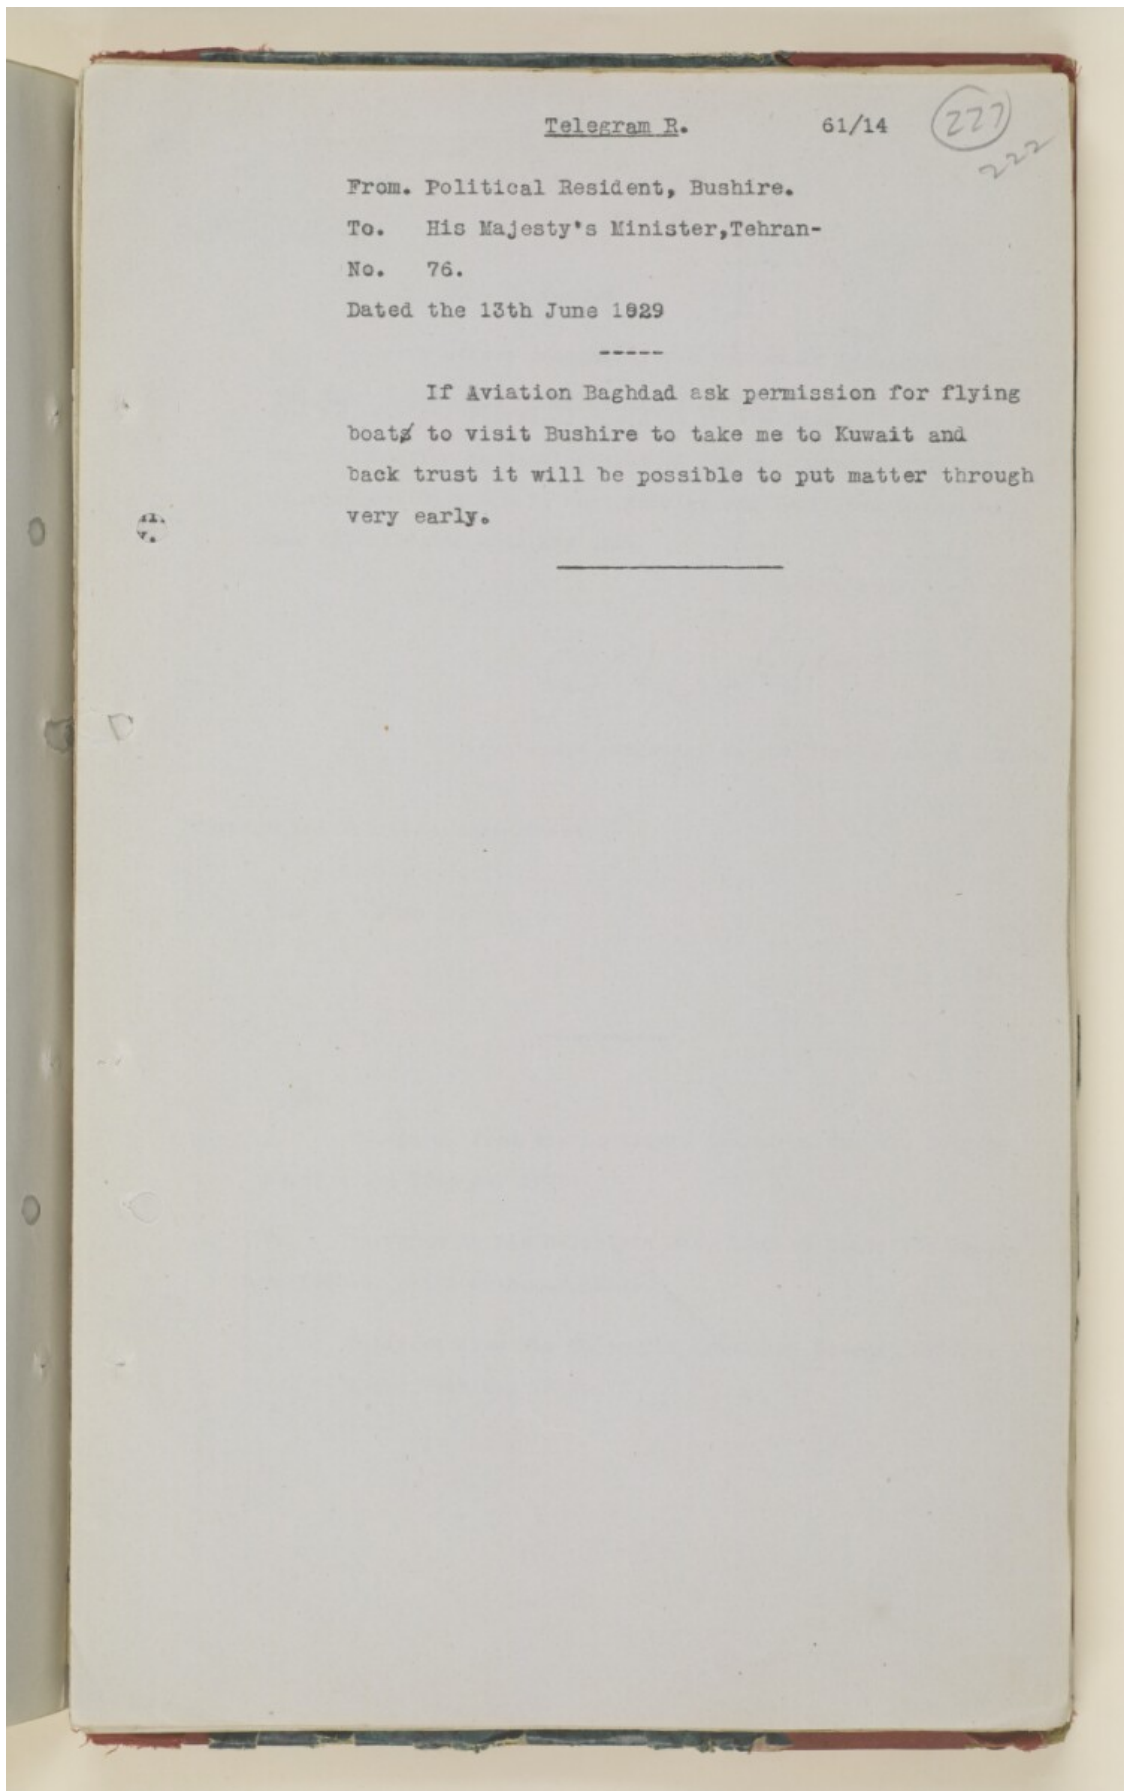 Telegram R. 61/14 227
222
From. Political Resident, Bushire.
To. His Majesty's Minister,Tehran-
No. 76.
Dated the 13th June 1929
-----
If Aviation Baghdad ask permission for flying
boat to visit Bushire to take me to Kuwait and
back trust it will be possible to put matter through
very early.